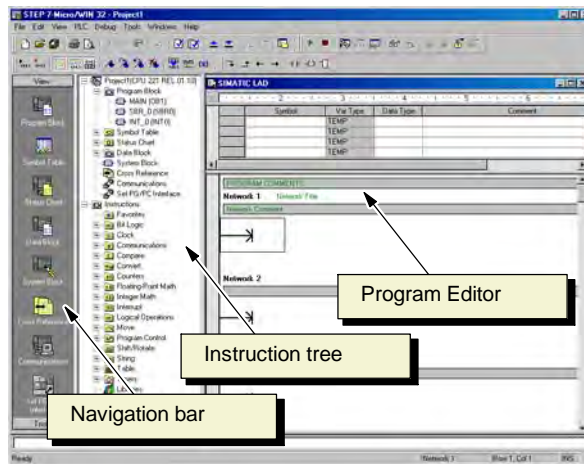 STEP 7-Micro/WIN 32 - Project1
File Edit View PLC Debug Tools Windows Help
View
Program Block
Symbol Table
Status Chart
Data Block
System Block
Cross Reference
Communications
Project1(CPU 221 REL 01.10)
Program Block
MAIN (OB1)
SBR_0 (SBR0)
INT_0 (INT0)
Symbol Table
Status Chart
Data Block
System Block
Cross Reference
Communications
Set PG/PC Interface
Instructions
Favorites
Bit Logic
Clock
Communications
Compare
Convert
Counters
Floating-Point Math
Integer Math
Interrupt
Logical Operations
Move
Program Control
Shift/Rotate
String
Table
Libraries
SIMATIC LAD
Symbol Var Type Data Type Comment
TEMP
TEMP
TEMP
TEMP
PROGRAM COMMENTS
Network 1 Network Title
Network Comment
Network 2
Program Editor
Instruction tree
Navigation bar
Ready
Network 1 Row 1, Col 1 INS